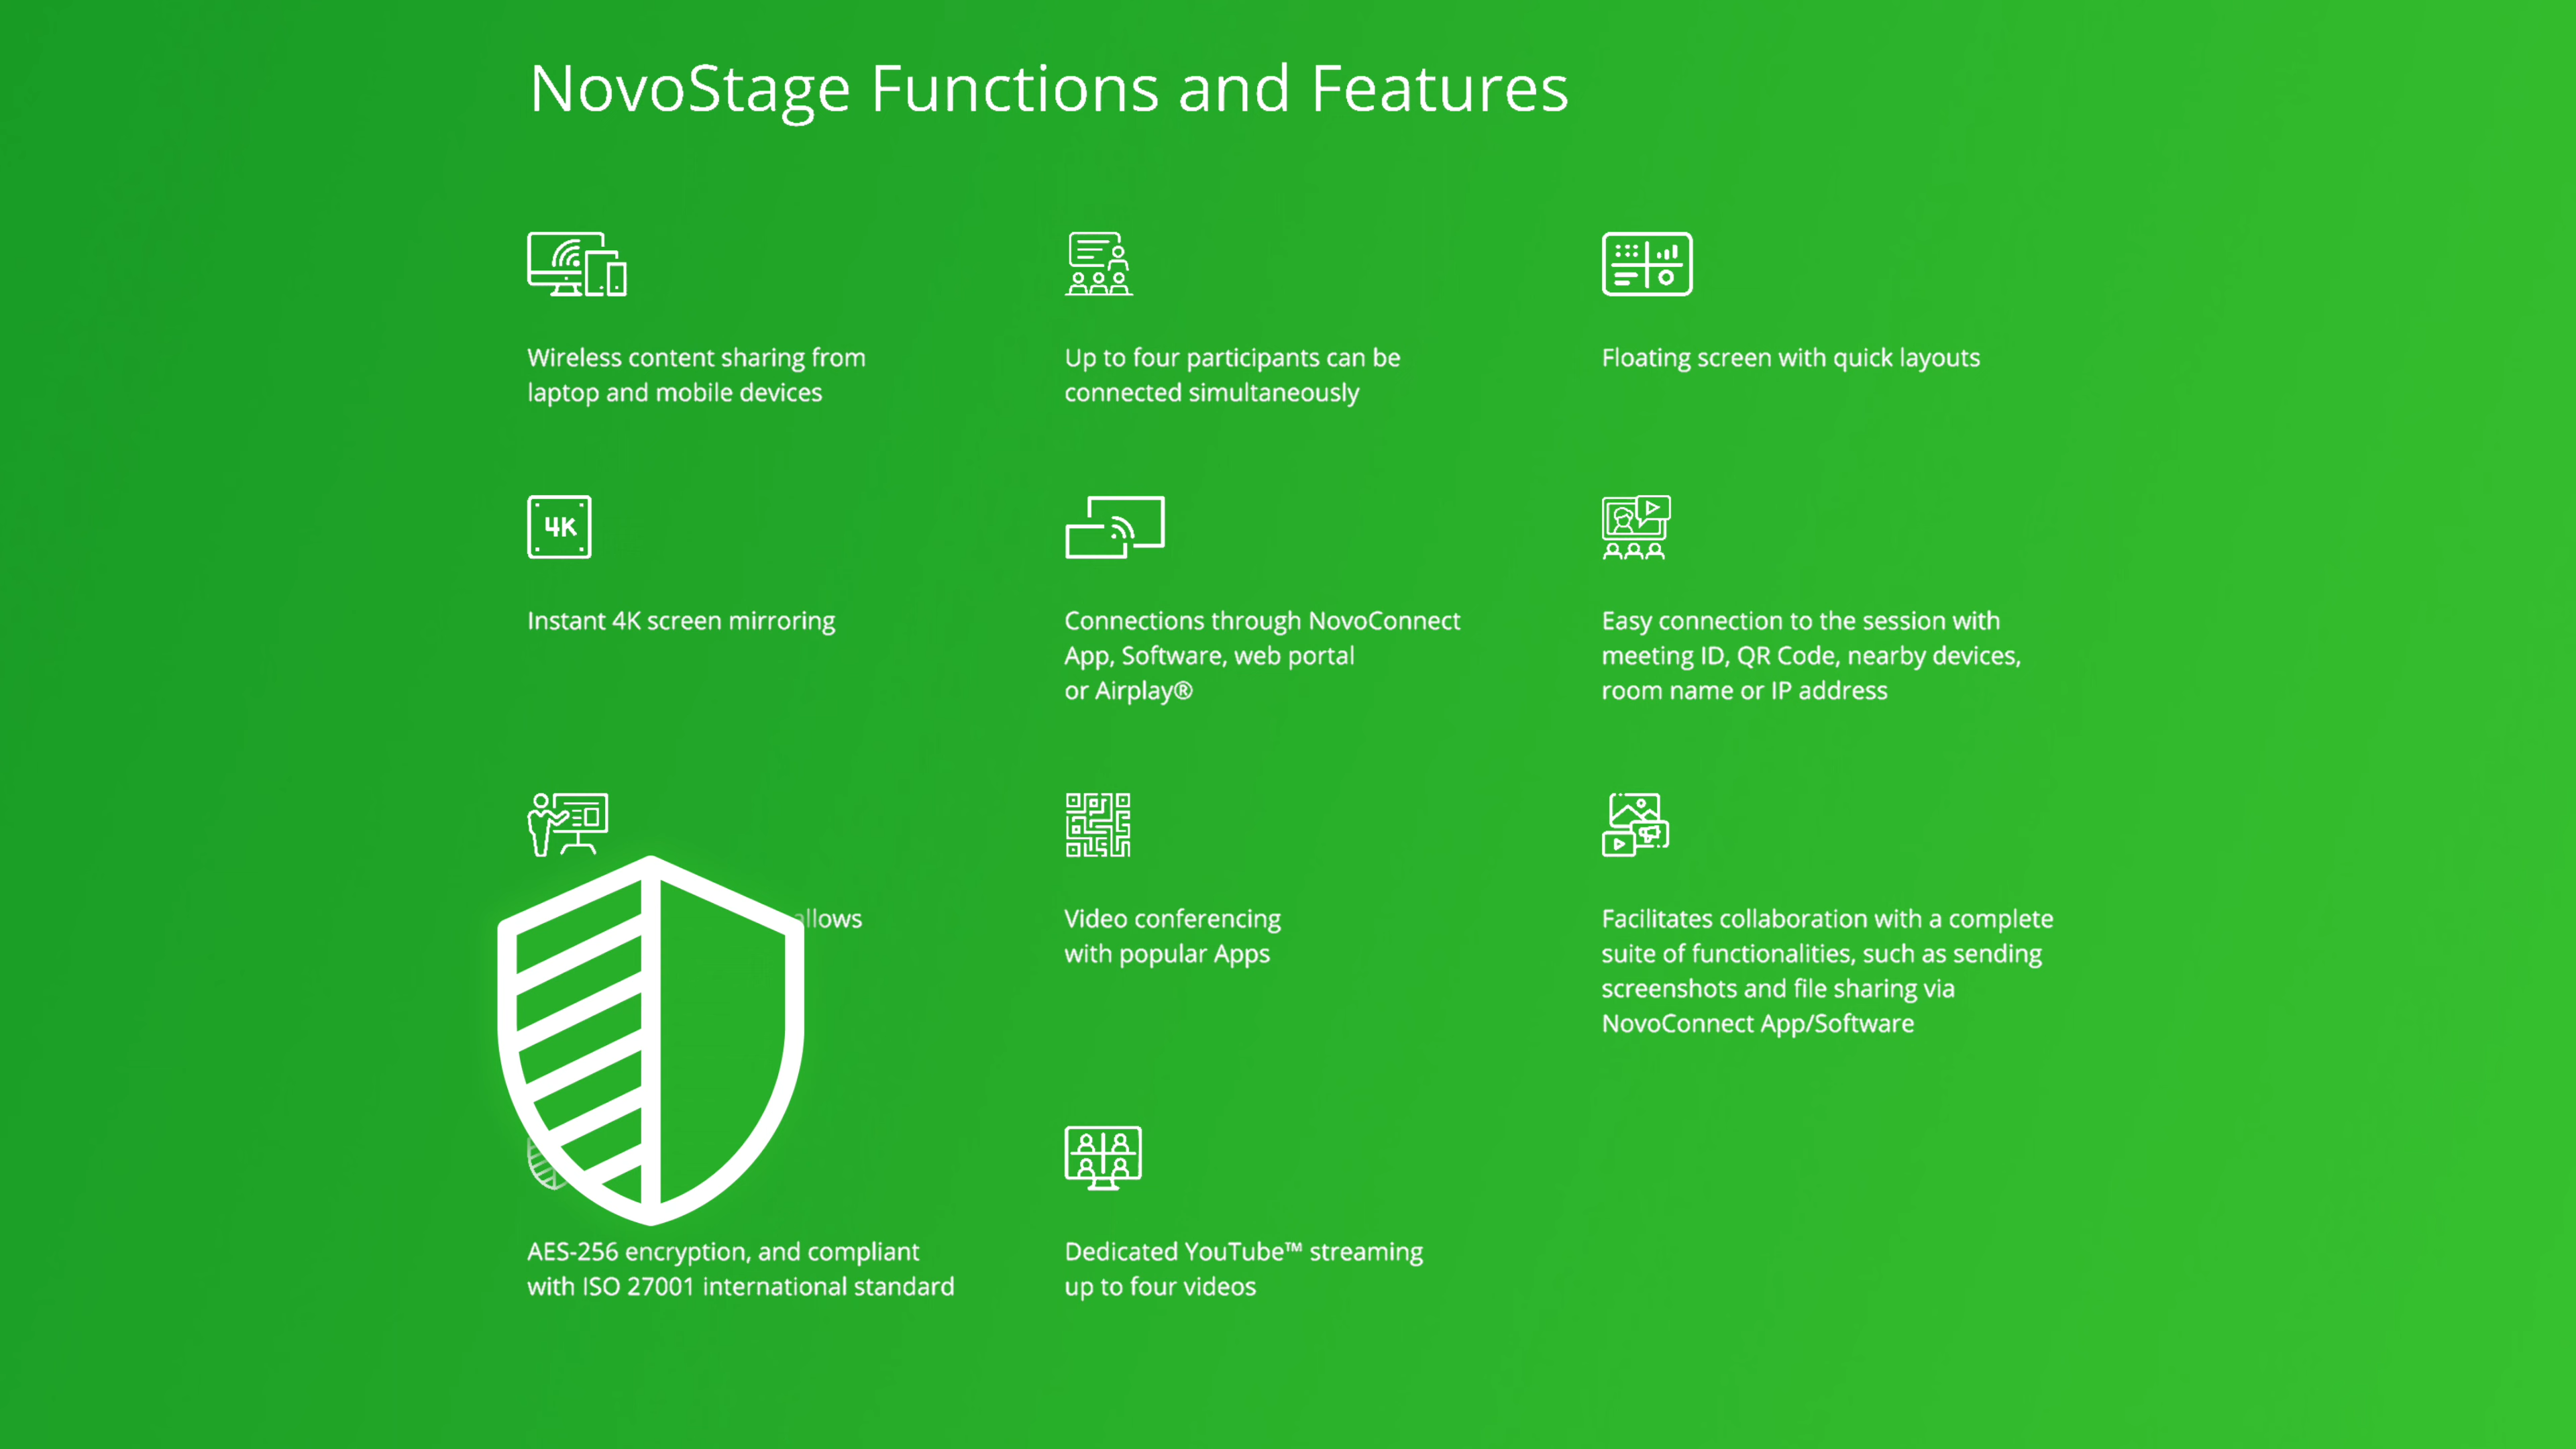 NovoStage Functions and Features
Wireless content sharing from
laptop and mobile devices
Up to four participants can be
connected simultaneously
Floating screen with quick layouts
4K
Instant 4K screen mirroring
Connections through NovoConnect
App, Software, web portal
or Airplay®
Easy connection to the session with
meeting ID, QR Code, nearby devices,
room name or IP address
allows
Video conferencing
with popular Apps
Facilitates collaboration with a complete
suite of functionalities, such as sending
screenshots and file sharing via
NovoConnect App/Software
AES-256 encryption, and compliant
with ISO 27001 international standard
Dedicated YouTube™ streaming
up to four videos